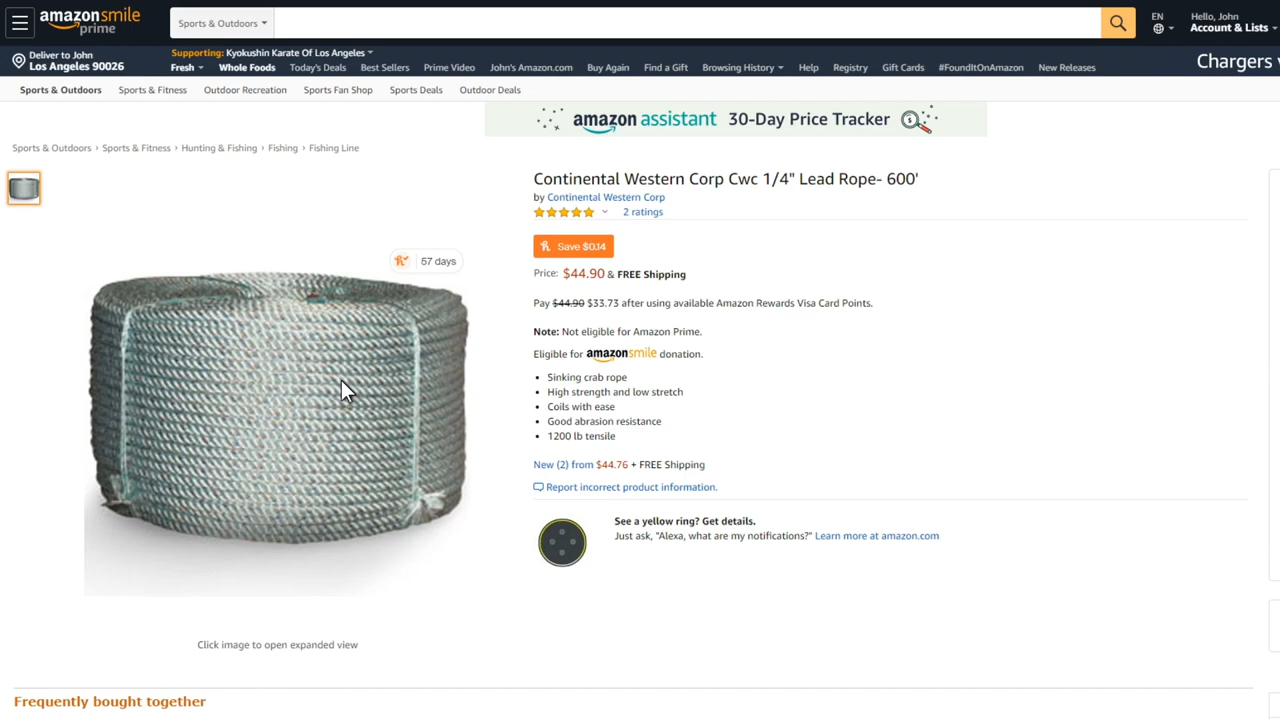 amazonsmile
prime
Sports & Outdoors
EN
Hello, John
Account & Lists
Deliver to John
Los Angeles 90026
Supporting: Kyokushin Karate Of Los Angeles
Fresh Whole Foods Today's Deals Best Sellers Prime Video John's Amazon.com Buy Again Find a Gift Browsing History Help Registry Gift Cards #FoundItOnAmazon New Releases
Chargers
Sports & Outdoors Sports & Fitness Outdoor Recreation Sports Fan Shop Sports Deals Outdoor Deals
amazon assistant 30-Day Price Tracker
Sports & Outdoors › Sports & Fitness › Hunting & Fishing › Fishing › Fishing Line
Continental Western Corp Cwc 1/4" Lead Rope- 600'
by Continental Western Corp
2 ratings
57 days
Save $0.14
Price: $44.90 & FREE Shipping
Pay $44.90 $33.73 after using available Amazon Rewards Visa Card Points.
Note: Not eligible for Amazon Prime.
Eligible for amazonsmile donation.
• Sinking crab rope
• High strength and low stretch
• Coils with ease
• Good abrasion resistance
• 1200 lb tensile
New (2) from $44.76 + FREE Shipping
Report incorrect product information.
See a yellow ring? Get details.
Just ask, "Alexa, what are my notifications?" Learn more at amazon.com
Click image to open expanded view
Frequently bought together